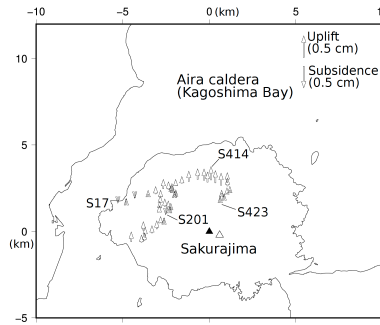 −10 −5 0 (km) 5 10
Uplift
(0.5 cm)
10
Subsidence
(0.5 cm)
Aira caldera
(Kagoshima Bay)
5
S414
S17
S423
S201
0
(km)
Sakurajima
−5